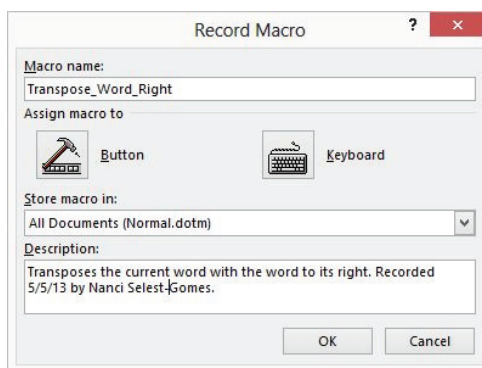 Record Macro
?
×
Macro name:
Transpose_Word_Right
Assign macro to
Button
Keyboard
Store macro in:
All Documents (Normal.dotm)
Description:
Transposes the current word with the word to its right. Recorded
5/5/13 by Nanci Selest-Gomes.
OK
Cancel